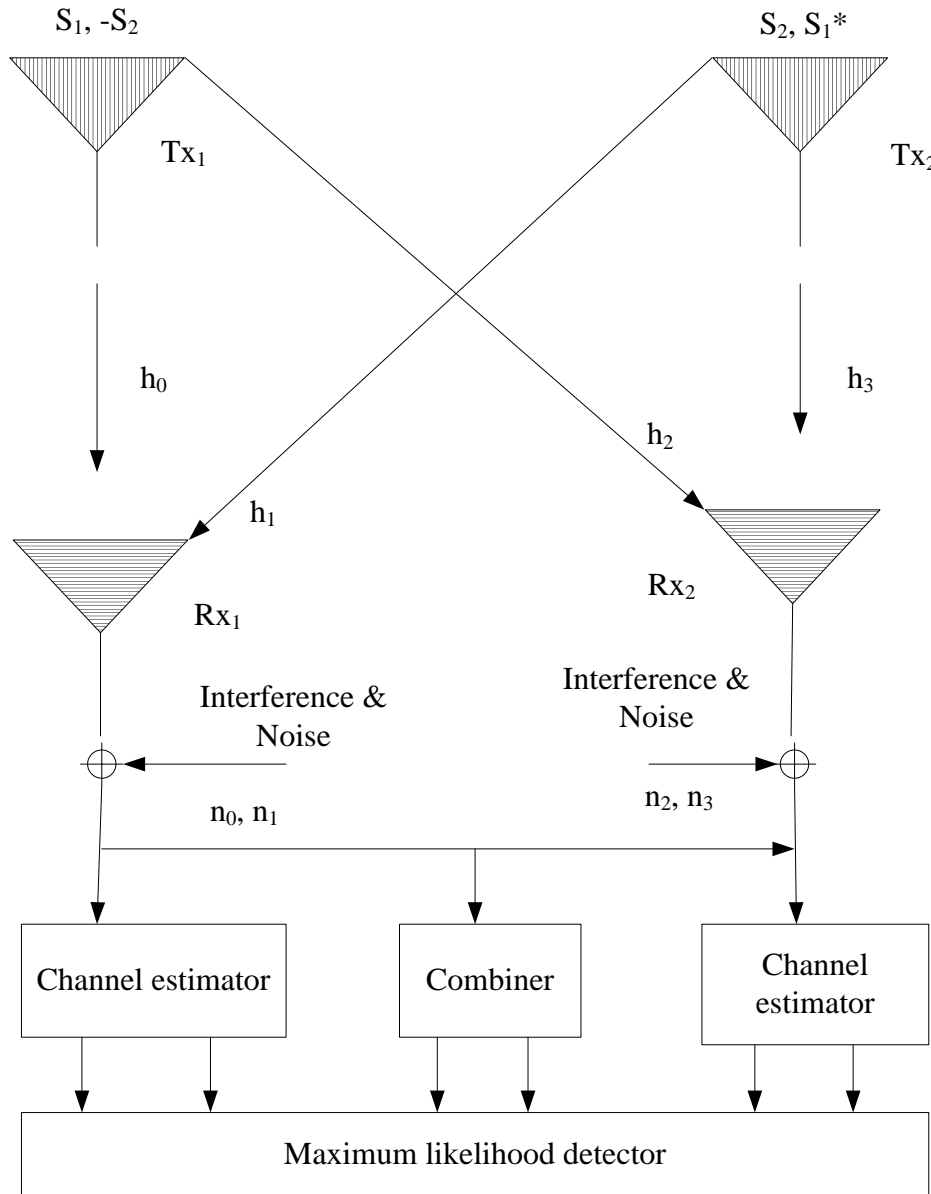 S₁, -S₂
S₂, S₁*
Tx₁
Tx₂
h₀
h₃
h₂
h₁
Rx₂
Rx₁
Interference &
Noise
Interference &
Noise
n₀, n₁
n₂, n₃
Channel estimator
Combiner
Channel
estimator
Maximum likelihood detector